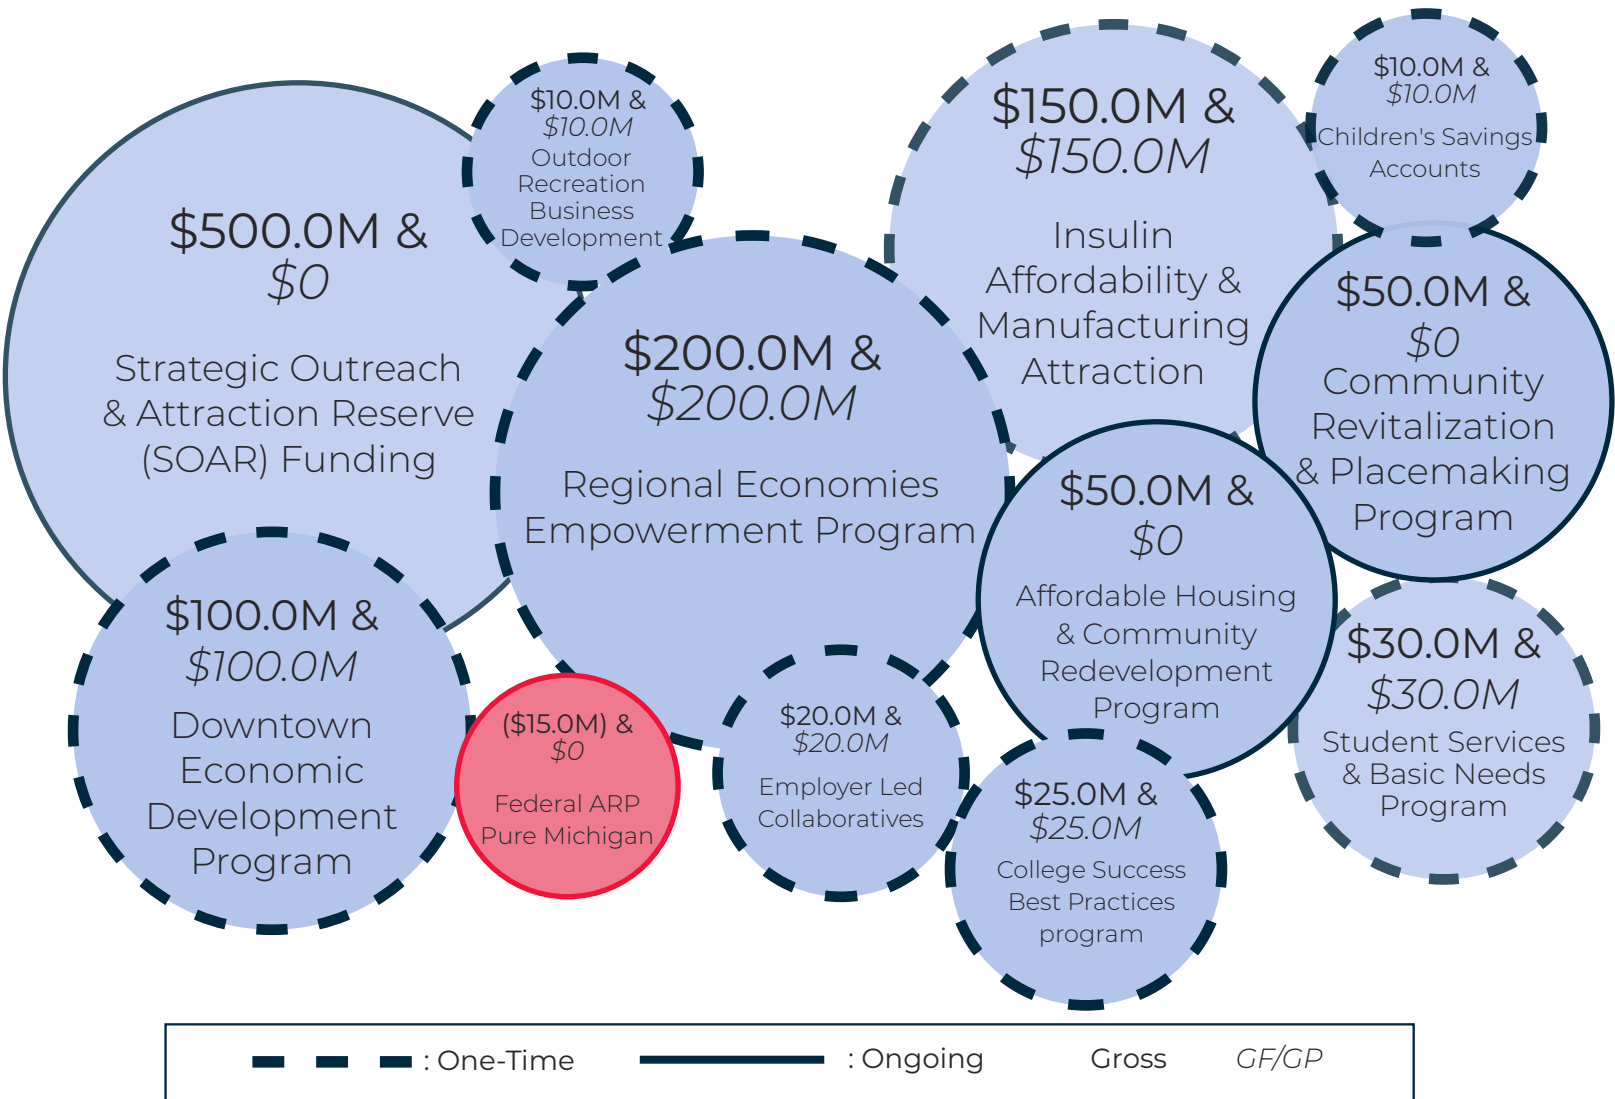 $500.0M &
$0
Strategic Outreach
& Attraction Reserve
(SOAR) Funding
$10.0M &
$10.0M
Outdoor
Recreation
Business
Development
$200.0M &
$200.0M
Regional Economies
Empowerment Program
$150.0M &
$150.0M
Insulin
Affordability &
Manufacturing
Attraction
$10.0M &
$10.0M
Children's Savings
Accounts
$50.0M &
$0
Community
Revitalization
& Placemaking
Program
$50.0M &
$0
Affordable Housing
& Community
Redevelopment
Program
$100.0M &
$100.0M
Downtown
Economic
Development
Program
($15.0M) &
$0
Federal ARP
Pure Michigan
$20.0M &
$20.0M
Employer Led
Collaboratives
$25.0M &
$25.0M
College Success
Best Practices
program
$30.0M &
$30.0M
Student Services
& Basic Needs
Program
: One-Time : Ongoing Gross GF/GP